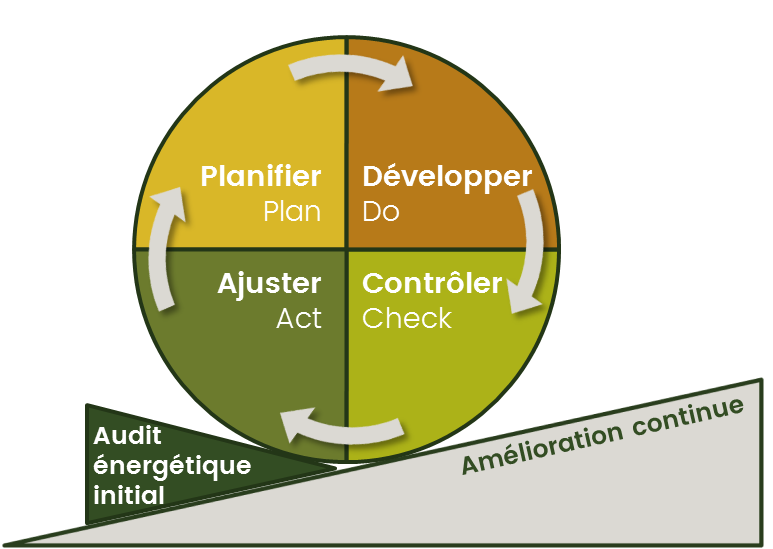 Planifier
Plan
Développer
Do
Ajuster
Act
Contrôler
Check
Audit
énergétique
initial
Amélioration continue